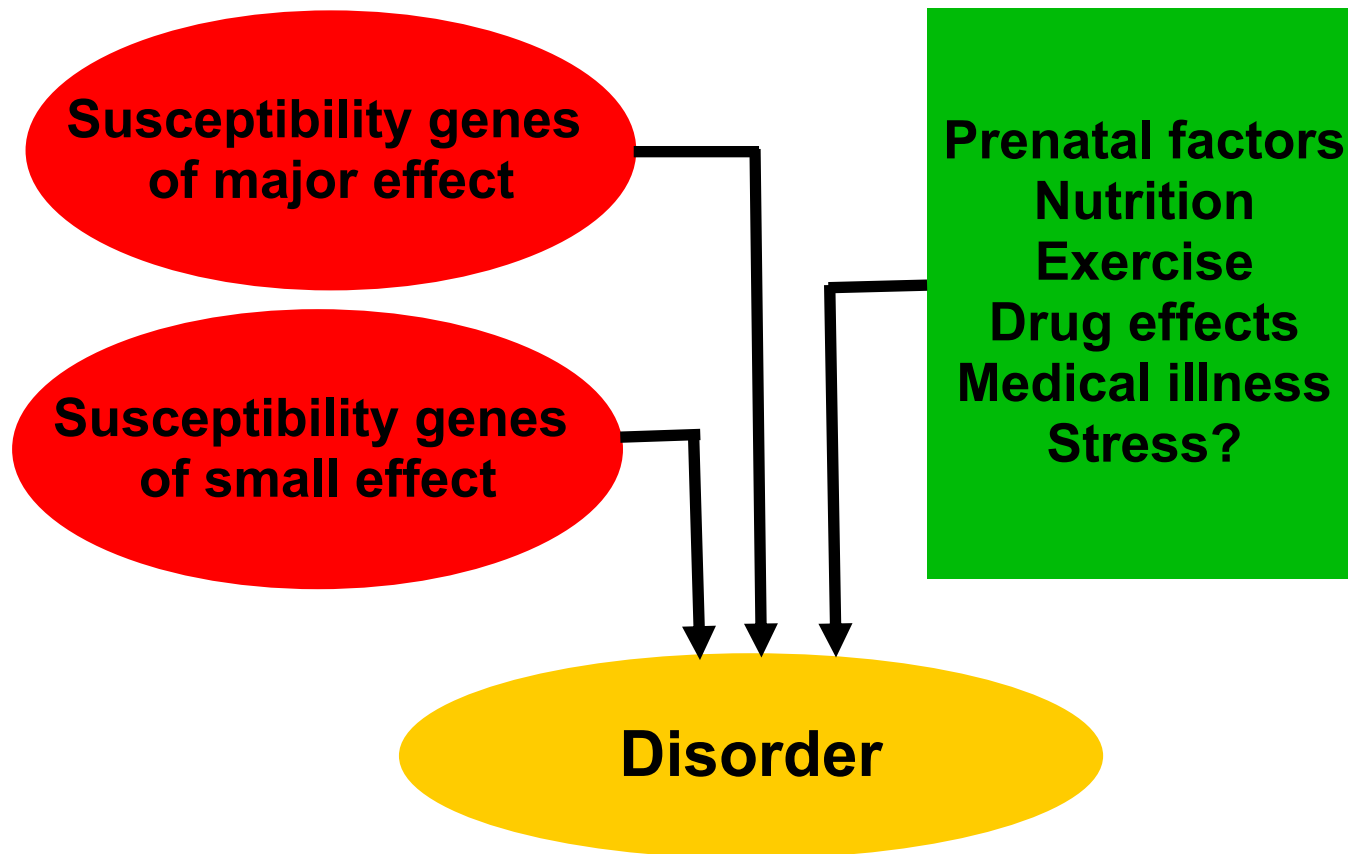 Susceptibility genes
of major effect
Susceptibility genes
of small effect
Prenatal factors
Nutrition
Exercise
Drug effects
Medical illness
Stress?
Disorder